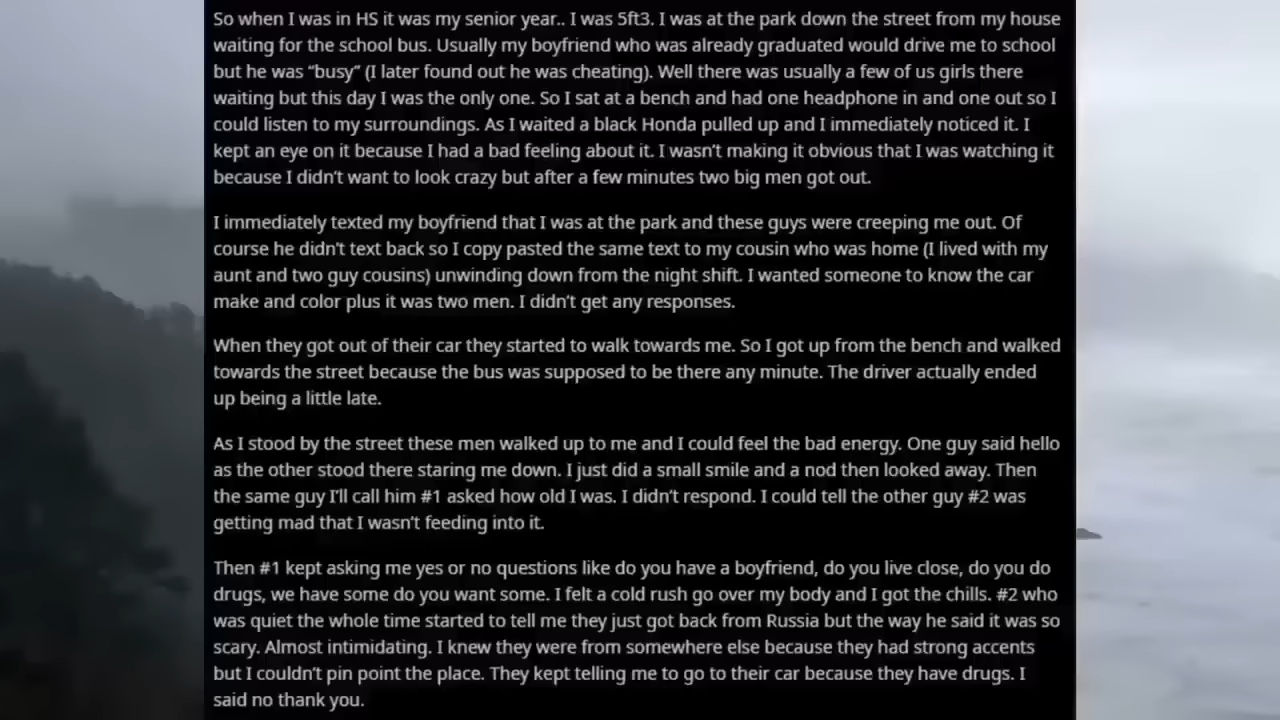 So when I was in HS it was my senior year.. I was 5ft3. I was at the park down the street from my house
waiting for the school bus. Usually my boyfriend who was already graduated would drive me to school
but he was “busy” (I later found out he was cheating). Well there was usually a few of us girls there
waiting but this day I was the only one. So I sat at a bench and had one headphone in and one out so I
could listen to my surroundings. As I waited a black Honda pulled up and I immediately noticed it. I
kept an eye on it because I had a bad feeling about it. I wasn’t making it obvious that I was watching it
because I didn’t want to look crazy but after a few minutes two big men got out.
I immediately texted my boyfriend that I was at the park and these guys were creeping me out. Of
course he didn’t text back so I copy pasted the same text to my cousin who was home (I lived with my
aunt and two guy cousins) unwinding down from the night shift. I wanted someone to know the car
make and color plus it was two men. I didn’t get any responses.
When they got out of their car they started to walk towards me. So I got up from the bench and walked
towards the street because the bus was supposed to be there any minute. The driver actually ended
up being a little late.
As I stood by the street these men walked up to me and I could feel the bad energy. One guy said hello
as the other stood there staring me down. I just did a small smile and a nod then looked away. Then
the same guy I’ll call him #1 asked how old I was. I didn’t respond. I could tell the other guy #2 was
getting mad that I wasn’t feeding into it.
Then #1 kept asking me yes or no questions like do you have a boyfriend, do you live close, do you do
drugs, we have some do you want some. I felt a cold rush go over my body and I got the chills. #2 who
was quiet the whole time started to tell me they just got back from Russia but the way he said it was so
scary. Almost intimidating. I knew they were from somewhere else because they had strong accents
but I couldn’t pin point the place. They kept telling me to go to their car because they have drugs. I
said no thank you.